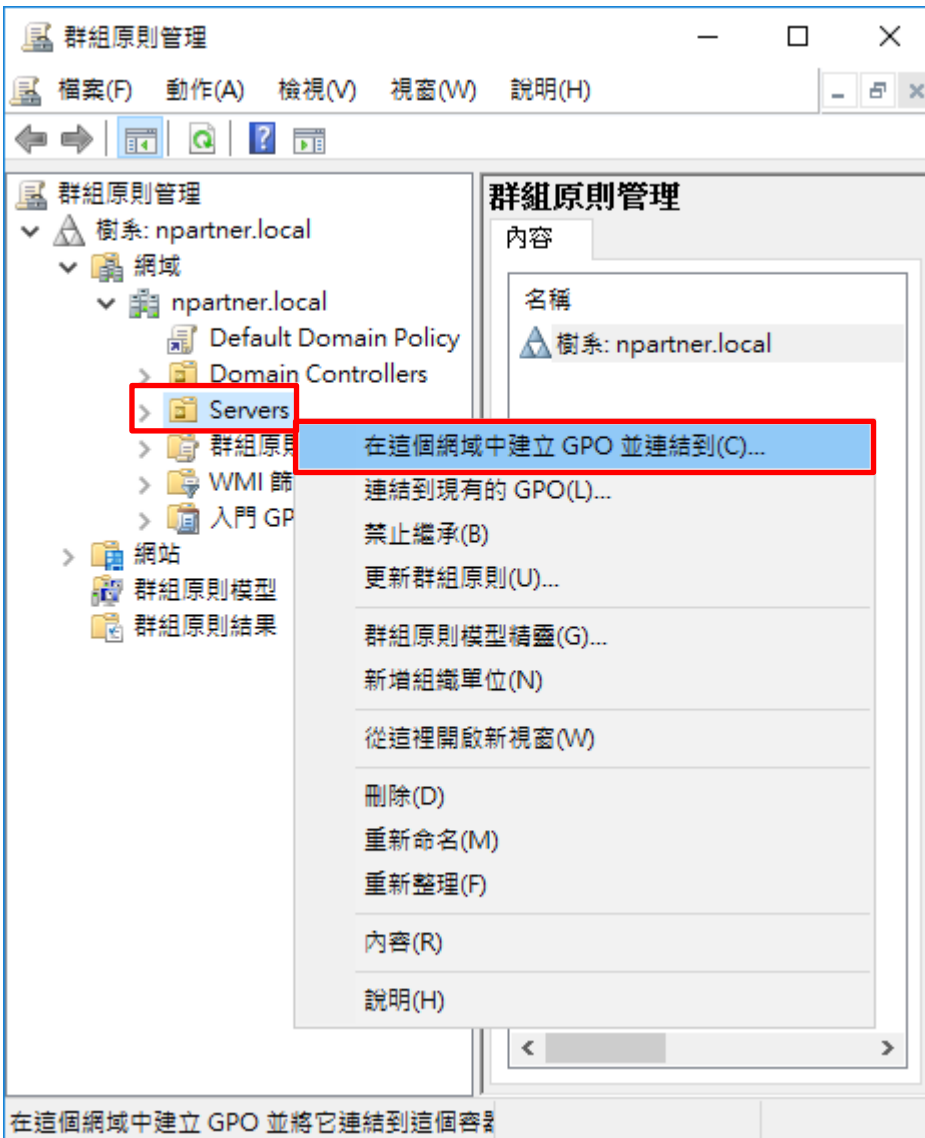 群組原則管理
檔案(F) 動作(A) 檢視(V) 視窗(W) 說明(H)
群組原則管理
樹系: npartner.local
網域
npartner.local
Default Domain Policy
Domain Controllers
Servers
群組原則
WMI 篩
入門 GP
網站
群組原則模型
群組原則結果
群組原則管理
內容
名稱
樹系: npartner.local
在這個網域中建立 GPO 並連結到(C)...
連結到現有的 GPO(L)...
禁止繼承(B)
更新群組原則(U)...
群組原則模型精靈(G)...
新增組織單位(N)
從這裡開啟新視窗(W)
刪除(D)
重新命名(M)
重新整理(F)
內容(R)
說明(H)
在這個網域中建立 GPO 並將它連結到這個容